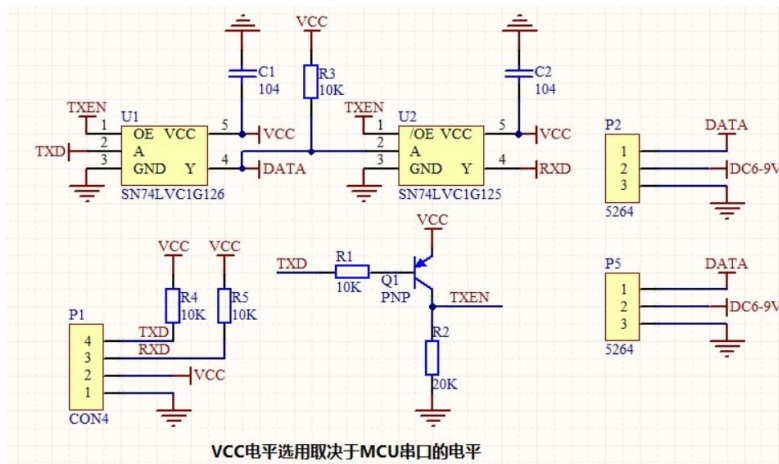 VCC
C1
104
R3
10K
C2
104
TXEN
U1
1
OE VCC
5
VCC
TXD
2
A
3
GND
Y
4
DATA
SN74LVC1G126
TXEN
U2
1
/OE VCC
5
VCC
2
A
3
GND
Y
4
RXD
SN74LVC1G125
P2
DATA
1
2
DC6-9V
3
5264
VCC
VCC
R4
10K
R5
10K
P1
4
TXD
3
RXD
2
VCC
1
CON4
VCC
TXD
R1
10K
Q1
PNP
TXEN
R2
20K
P5
DATA
1
2
DC6-9V
3
5264
VCC电平选用取决于MCU串口的电平